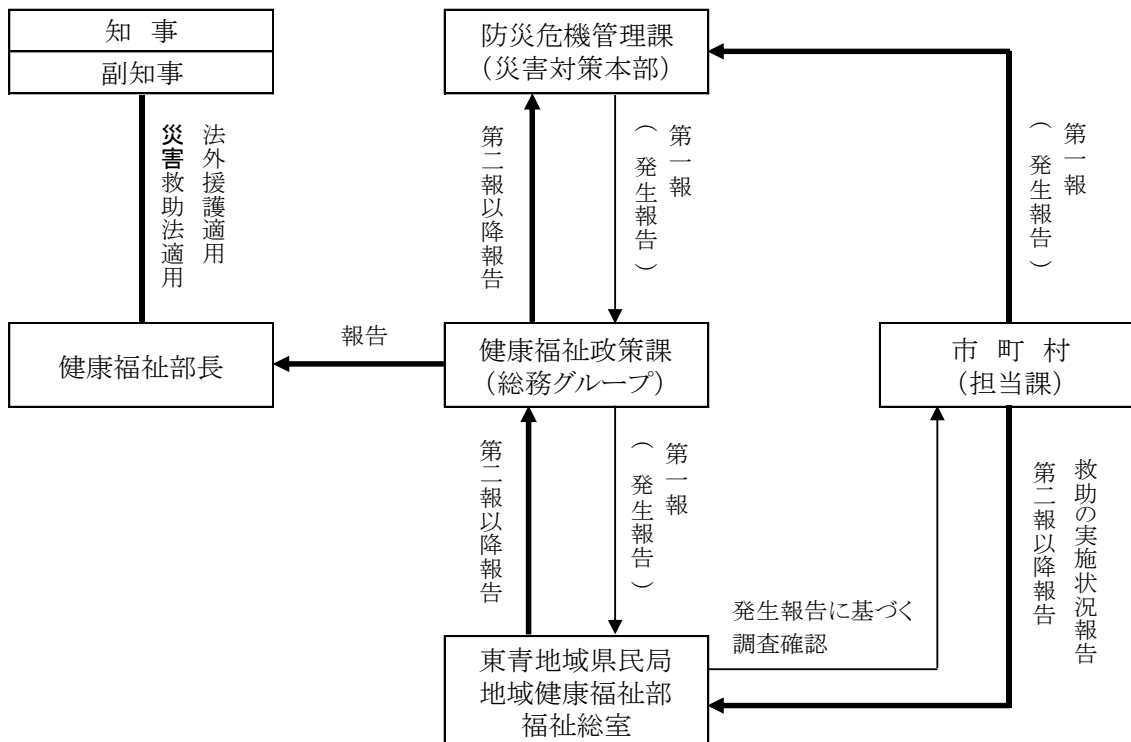 知 事
副知事
防災危機管理課
(災害対策本部)
法外援護適用
災害救助法適用
第二報以降報告
第一報
(発生報告)
第一報
(発生報告)
健康福祉部長
報告
健康福祉政策課
(総務グループ)
市 町 村
(担当課)
第二報以降報告
第一報
(発生報告)
救助の実施状況報告
第二報以降報告
発生報告に基づく
調査確認
東青地域県民局
地域健康福祉部
福祉総室